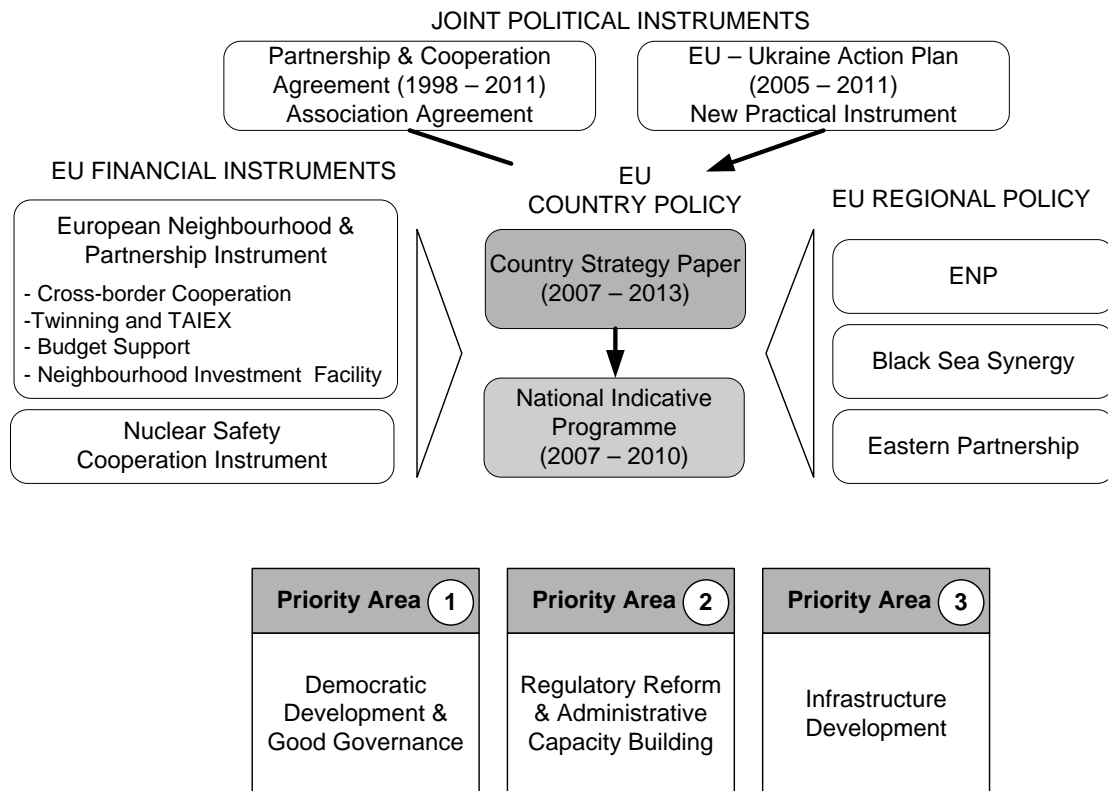 JOINT POLITICAL INSTRUMENTS
Partnership & Cooperation
Agreement (1998 – 2011)
Association Agreement
EU – Ukraine Action Plan
(2005 – 2011)
New Practical Instrument
EU FINANCIAL INSTRUMENTS
European Neighbourhood &
Partnership Instrument
- Cross-border Cooperation
-Twinning and TAIEX
- Budget Support
- Neighbourhood Investment Facility
Nuclear Safety
Cooperation Instrument
EU
COUNTRY POLICY
Country Strategy Paper
(2007 – 2013)
National Indicative
Programme
(2007 – 2010)
EU REGIONAL POLICY
ENP
Black Sea Synergy
Eastern Partnership
Priority Area 1
Democratic
Development &
Good Governance
Priority Area 2
Regulatory Reform
& Administrative
Capacity Building
Priority Area 3
Infrastructure
Development